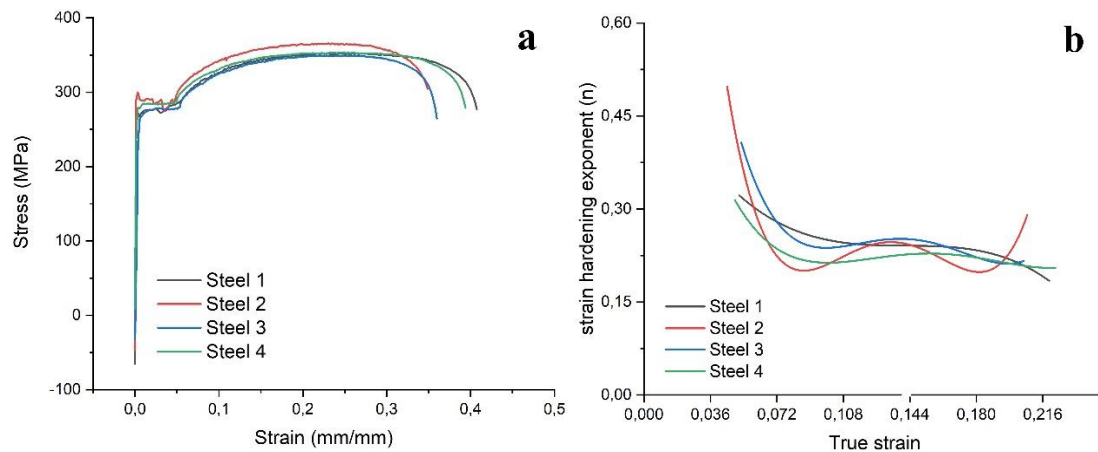 a
400
300
200
100
0
-100
Stress (MPa)
Steel 1
Steel 2
Steel 3
Steel 4
0,0
0,1
0,2
0,3
0,4
0,5
Strain (mm/mm)
b
0,60
0,45
0,30
0,15
0,00
strain hardening exponent (n)
Steel 1
Steel 2
Steel 3
Steel 4
0,000
0,036
0,072
0,108
0,144
0,180
0,216
True strain